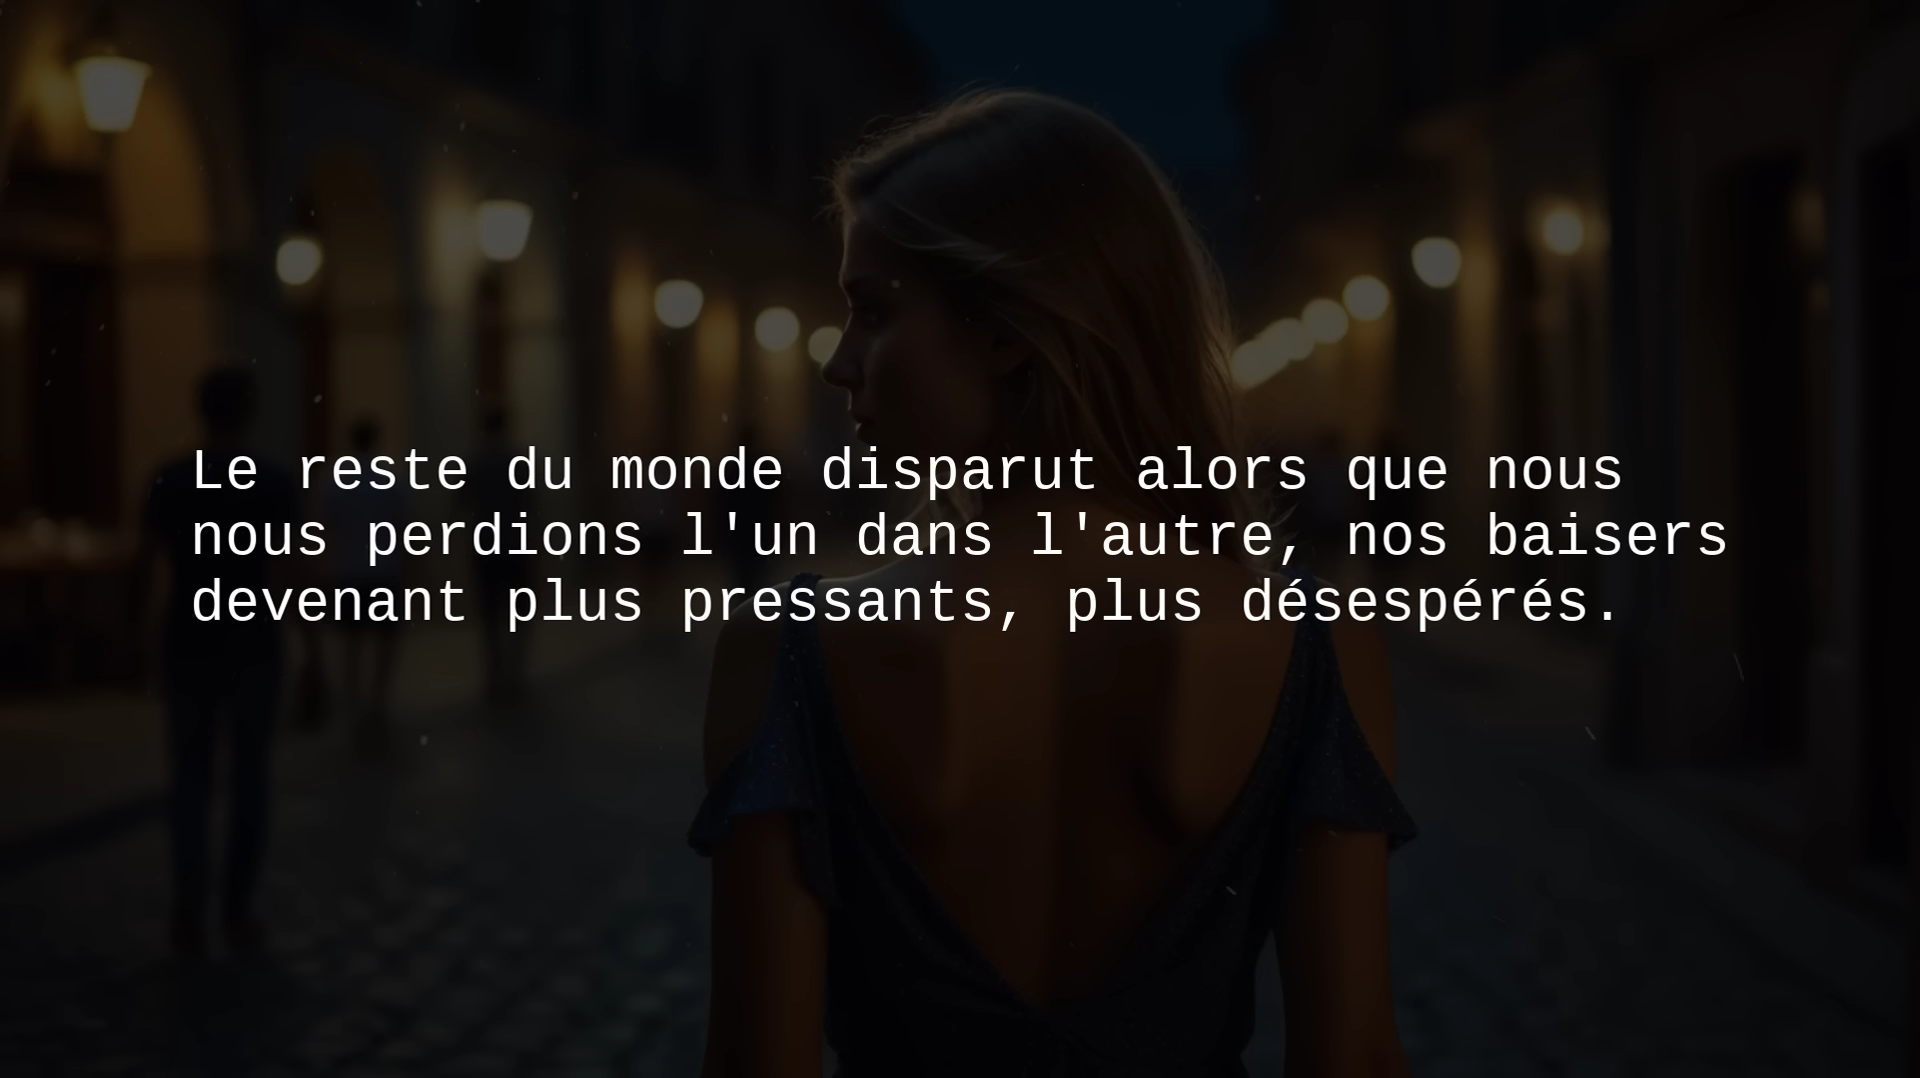 Le reste du monde disparut alors que nous
nous perdions l'un dans l'autre, nos baisers
devenant plus pressants, plus désespérés.